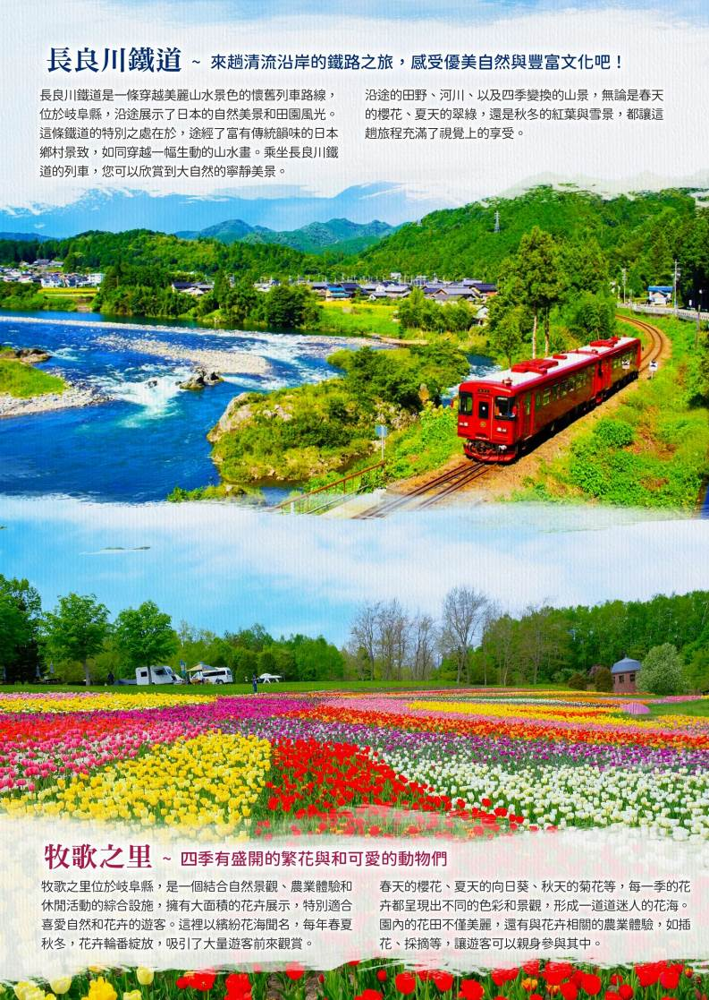 長良川鐵道 ~ 來趟清流沿岸的鐵路之旅，感受優美自然與豐富文化吧！
長良川鐵道是一條穿越美麗山水景色的懷舊列車路線，
位於岐阜縣，沿途展示了日本的自然美景和田園風光。
這條鐵道的特別之處在於，途經了富有傳統韻味的日本
鄉村景致，如同穿越一幅生動的山水畫。乘坐長良川鐵
道的列車，您可以欣賞到大自然的寧靜美景。
沿途的田野、河川、以及四季變換的山景，無論是春天
的櫻花、夏天的翠綠，還是秋冬的紅葉與雪景，都讓這
趟旅程充滿了視覺上的享受。
牧歌之里 ~ 四季有盛開的繁花與和可愛的動物們
牧歌之里位於岐阜縣，是一個結合自然景觀、農業體驗和
休閒活動的綜合設施，擁有大面積的花卉展示，特別適合
喜愛自然和花卉的遊客。這裡以繽紛花海聞名，每年春夏
秋冬，花卉輪番綻放，吸引了大量遊客前來觀賞。
春天的櫻花、夏天的向日葵、秋天的菊花等，每一季的花
卉都呈現出不同的色彩和景觀，形成一道道迷人的花海。
園內的花田不僅美麗，還有與花卉相關的農業體驗，如插
花、採摘等，讓遊客可以親身參與其中。